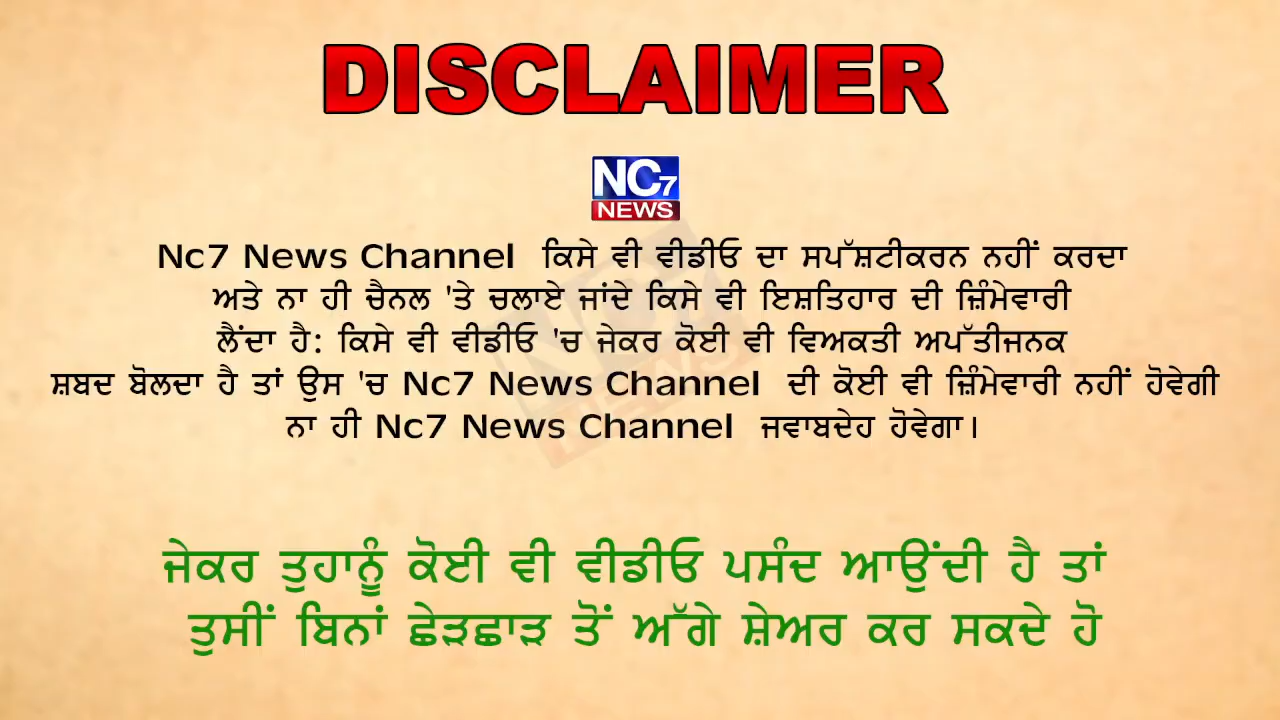 DISCLAIMER
NC7
NEWS
Nc7 News Channel ਕਿਸੇ ਵੀ ਵੀਡੀਓ ਦਾ ਸਪੱਸ਼ਟੀਕਰਨ ਨਹੀਂ ਕਰਦਾ
ਅਤੇ ਨਾ ਹੀ ਚੈਨਲ 'ਤੇ ਚਲਾਏ ਜਾਂਦੇ ਕਿਸੇ ਵੀ ਇਸ਼ਤਿਹਾਰ ਦੀ ਜ਼ਿੰਮੇਵਾਰੀ
ਲੈਂਦਾ ਹੈ: ਕਿਸੇ ਵੀ ਵੀਡੀਓ 'ਚ ਜੇਕਰ ਕੋਈ ਵੀ ਵਿਅਕਤੀ ਅਪੱਤੀਜਨਕ
ਸ਼ਬਦ ਬੋਲਦਾ ਹੈ ਤਾਂ ਉਸ 'ਚ Nc7 News Channel ਦੀ ਕੋਈ ਵੀ ਜ਼ਿੰਮੇਵਾਰੀ ਨਹੀਂ ਹੋਵੇਗੀ
ਨਾ ਹੀ Nc7 News Channel ਜਵਾਬਦੇਹ ਹੋਵੇਗਾ।
ਜੇਕਰ ਤੁਹਾਨੂੰ ਕੋਈ ਵੀ ਵੀਡੀਓ ਪਸੰਦ ਆਉਂਦੀ ਹੈ ਤਾਂ
ਤੁਸੀਂ ਬਿਨਾਂ ਛੇੜਛਾੜ ਤੋਂ ਅੱਗੇ ਸ਼ੇਅਰ ਕਰ ਸਕਦੇ ਹੋ